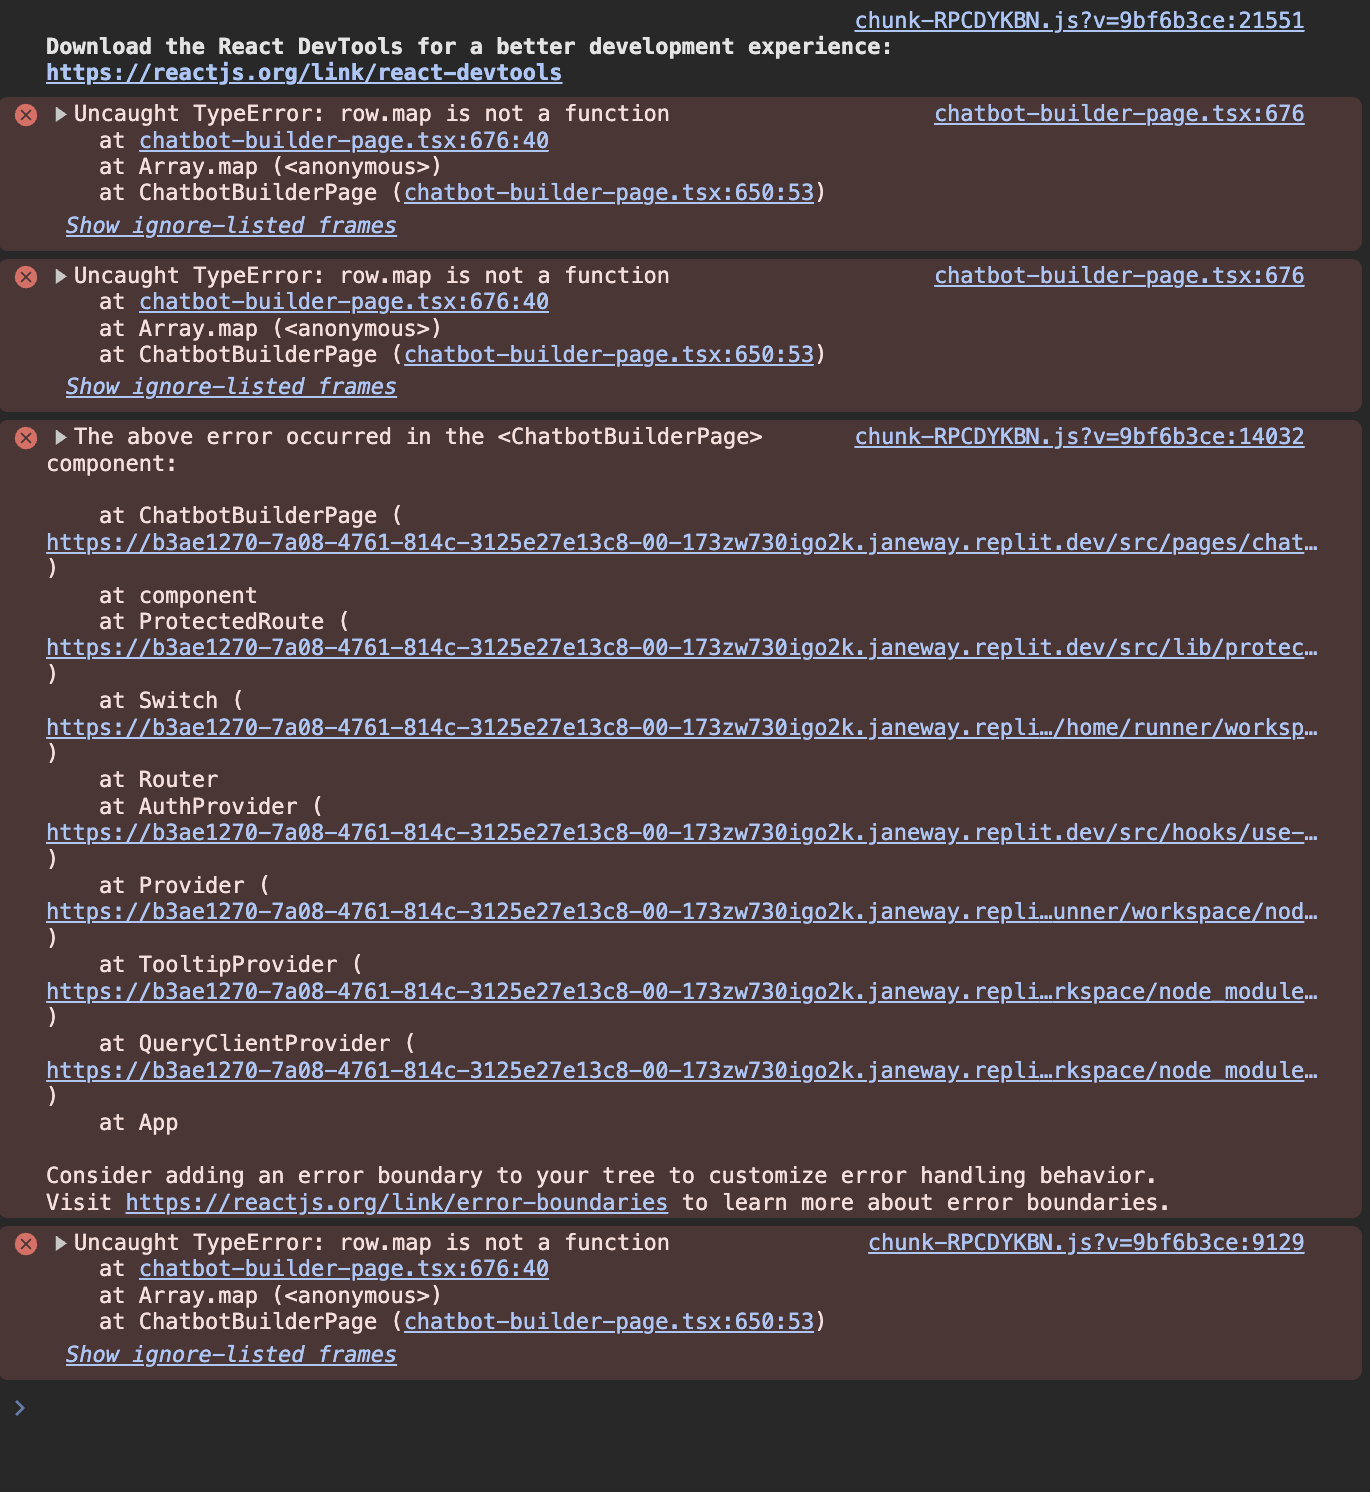 chunk-RPCDYKBN.js?v=9bf6b3ce:21551
Download the React DevTools for a better development experience:
https://reactjs.org/link/react-devtools
Uncaught TypeError: row.map is not a function chatbot-builder-page.tsx:676
at chatbot-builder-page.tsx:676:40
at Array.map (<anonymous>)
at ChatbotBuilderPage (chatbot-builder-page.tsx:650:53)
Show ignore-listed frames
Uncaught TypeError: row.map is not a function chatbot-builder-page.tsx:676
at chatbot-builder-page.tsx:676:40
at Array.map (<anonymous>)
at ChatbotBuilderPage (chatbot-builder-page.tsx:650:53)
Show ignore-listed frames
The above error occurred in the <ChatbotBuilderPage> chunk-RPCDYKBN.js?v=9bf6b3ce:14032
component:
at ChatbotBuilderPage (
https://b3ae1270-7a08-4761-814c-3125e27e13c8-00-173zw730igo2k.janeway.replit.dev/src/pages/chat…
)
at component
at ProtectedRoute (
https://b3ae1270-7a08-4761-814c-3125e27e13c8-00-173zw730igo2k.janeway.replit.dev/src/lib/protec…
)
at Switch (
https://b3ae1270-7a08-4761-814c-3125e27e13c8-00-173zw730igo2k.janeway.repli…/home/runner/worksp…
)
at Router
at AuthProvider (
https://b3ae1270-7a08-4761-814c-3125e27e13c8-00-173zw730igo2k.janeway.replit.dev/src/hooks/use-…
)
at Provider (
https://b3ae1270-7a08-4761-814c-3125e27e13c8-00-173zw730igo2k.janeway.repli…unner/workspace/nod…
)
at TooltipProvider (
https://b3ae1270-7a08-4761-814c-3125e27e13c8-00-173zw730igo2k.janeway.repli…rkspace/node_module…
)
at QueryClientProvider (
https://b3ae1270-7a08-4761-814c-3125e27e13c8-00-173zw730igo2k.janeway.repli…rkspace/node_module…
)
at App
Consider adding an error boundary to your tree to customize error handling behavior.
Visit https://reactjs.org/link/error-boundaries to learn more about error boundaries.
Uncaught TypeError: row.map is not a function chunk-RPCDYKBN.js?v=9bf6b3ce:9129
at chatbot-builder-page.tsx:676:40
at Array.map (<anonymous>)
at ChatbotBuilderPage (chatbot-builder-page.tsx:650:53)
Show ignore-listed frames